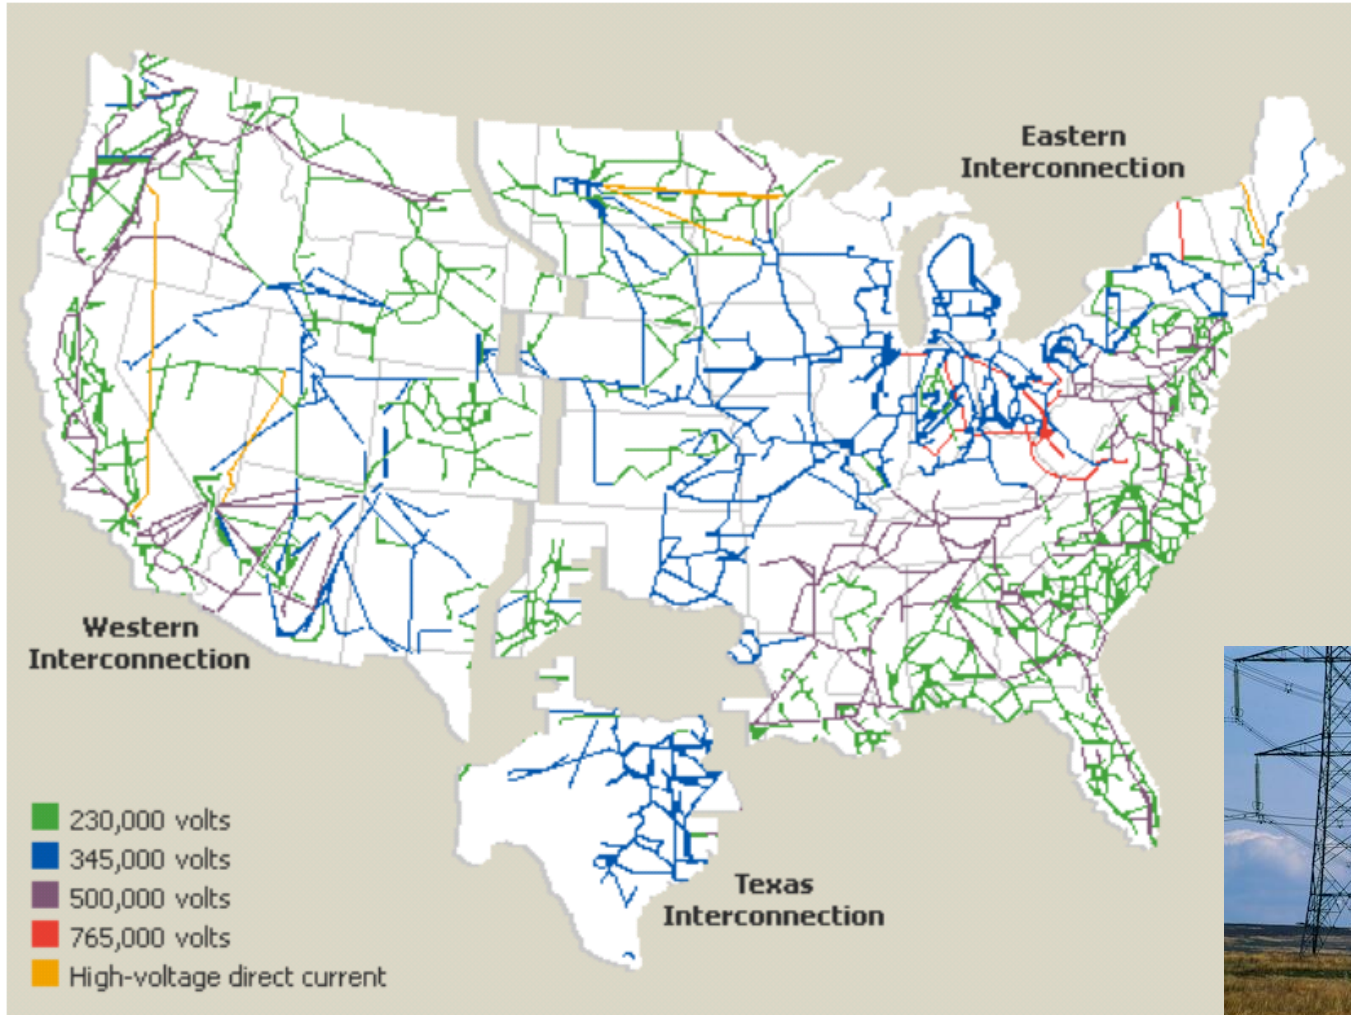 Eastern
Interconnection
Western
Interconnection
Texas
Interconnection
230,000 volts
345,000 volts
500,000 volts
765,000 volts
High-voltage direct current